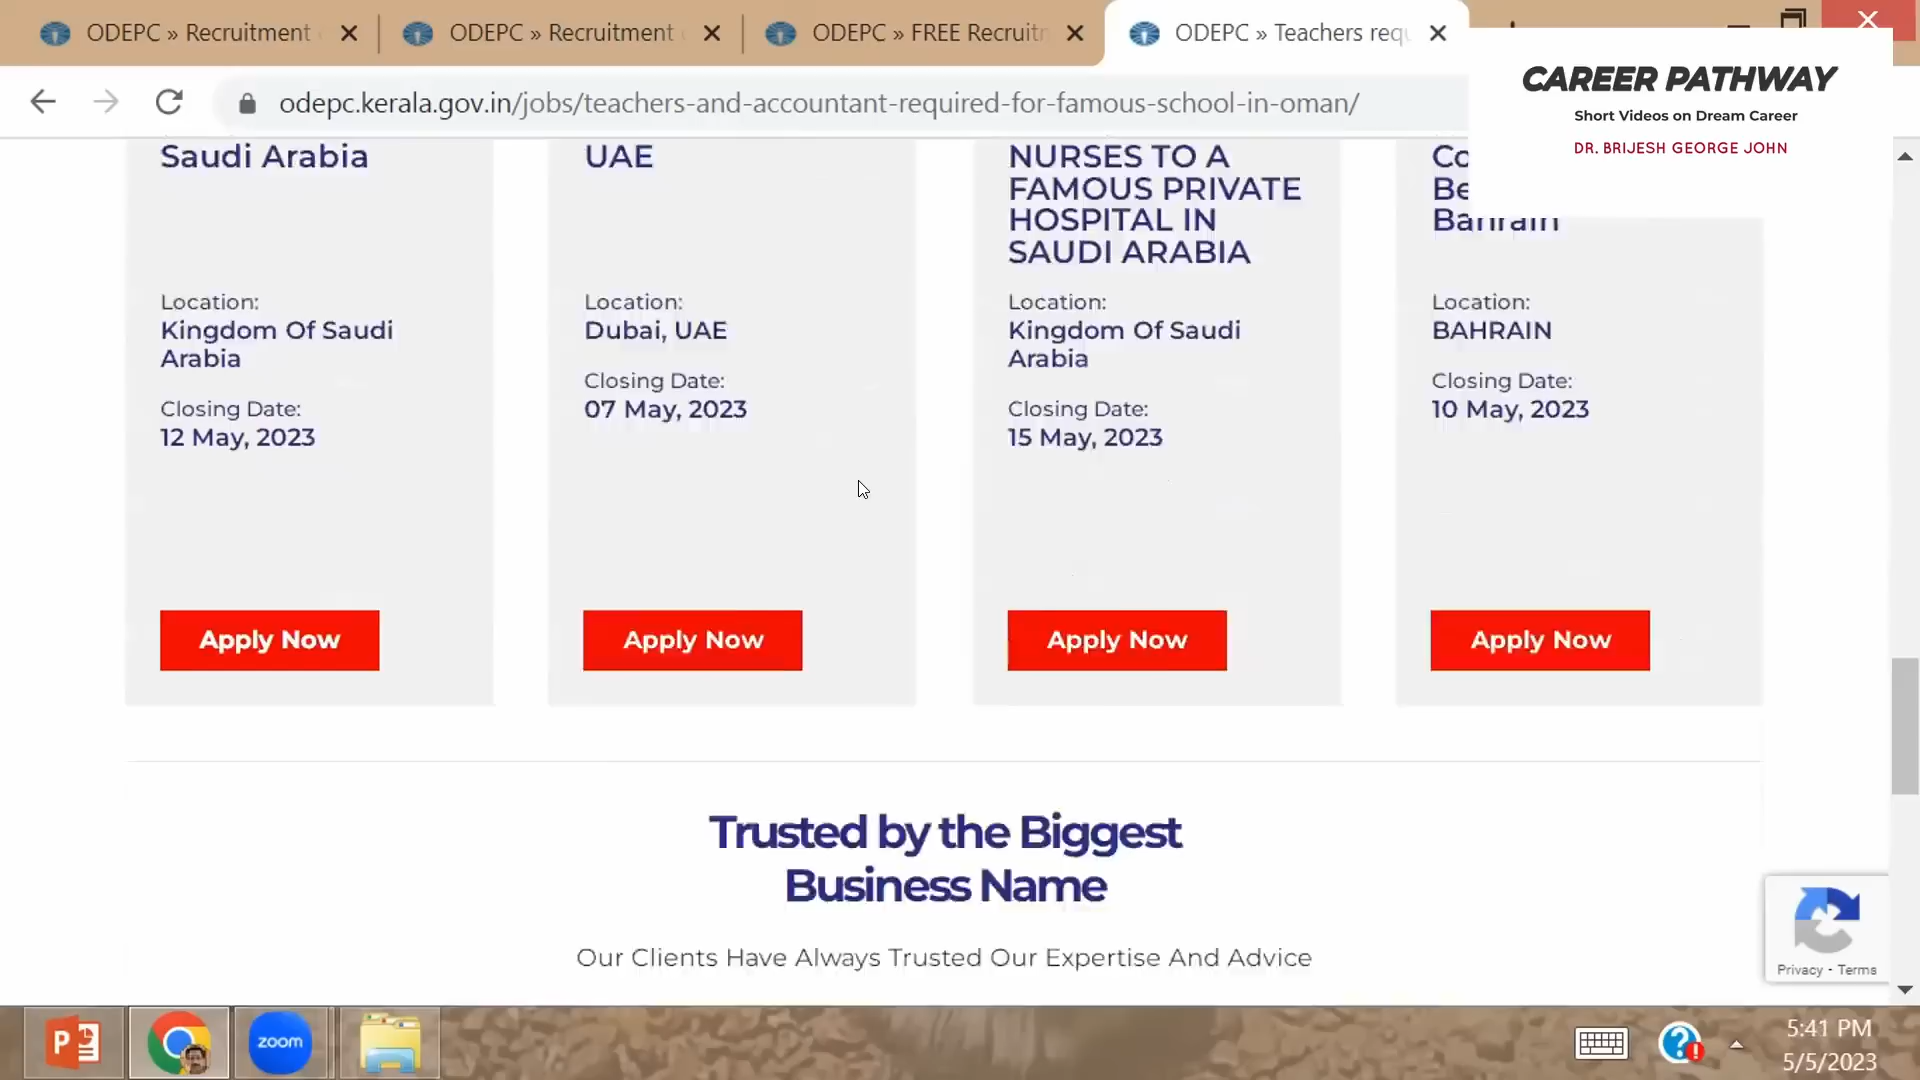 ODEPC » Recruitment
ODEPC » Recruitment
ODEPC » FREE Recruitm
ODEPC » Teachers requ
odepc.kerala.gov.in/jobs/teachers-and-accountant-required-for-famous-school-in-oman/
CAREER PATHWAY
Short Videos on Dream Career
DR. BRIJESH GEORGE JOHN
Saudi Arabia
Location:
Kingdom Of Saudi
Arabia
Closing Date:
12 May, 2023
Apply Now
UAE
Location:
Dubai, UAE
Closing Date:
07 May, 2023
Apply Now
NURSES TO A
FAMOUS PRIVATE
HOSPITAL IN
SAUDI ARABIA
Location:
Kingdom Of Saudi
Arabia
Closing Date:
15 May, 2023
Apply Now
Co
Be
Bahrain
Location:
BAHRAIN
Closing Date:
10 May, 2023
Apply Now
Trusted by the Biggest
Business Name
Our Clients Have Always Trusted Our Expertise And Advice
Privacy - Terms
zoom
5:41 PM
5/5/2023